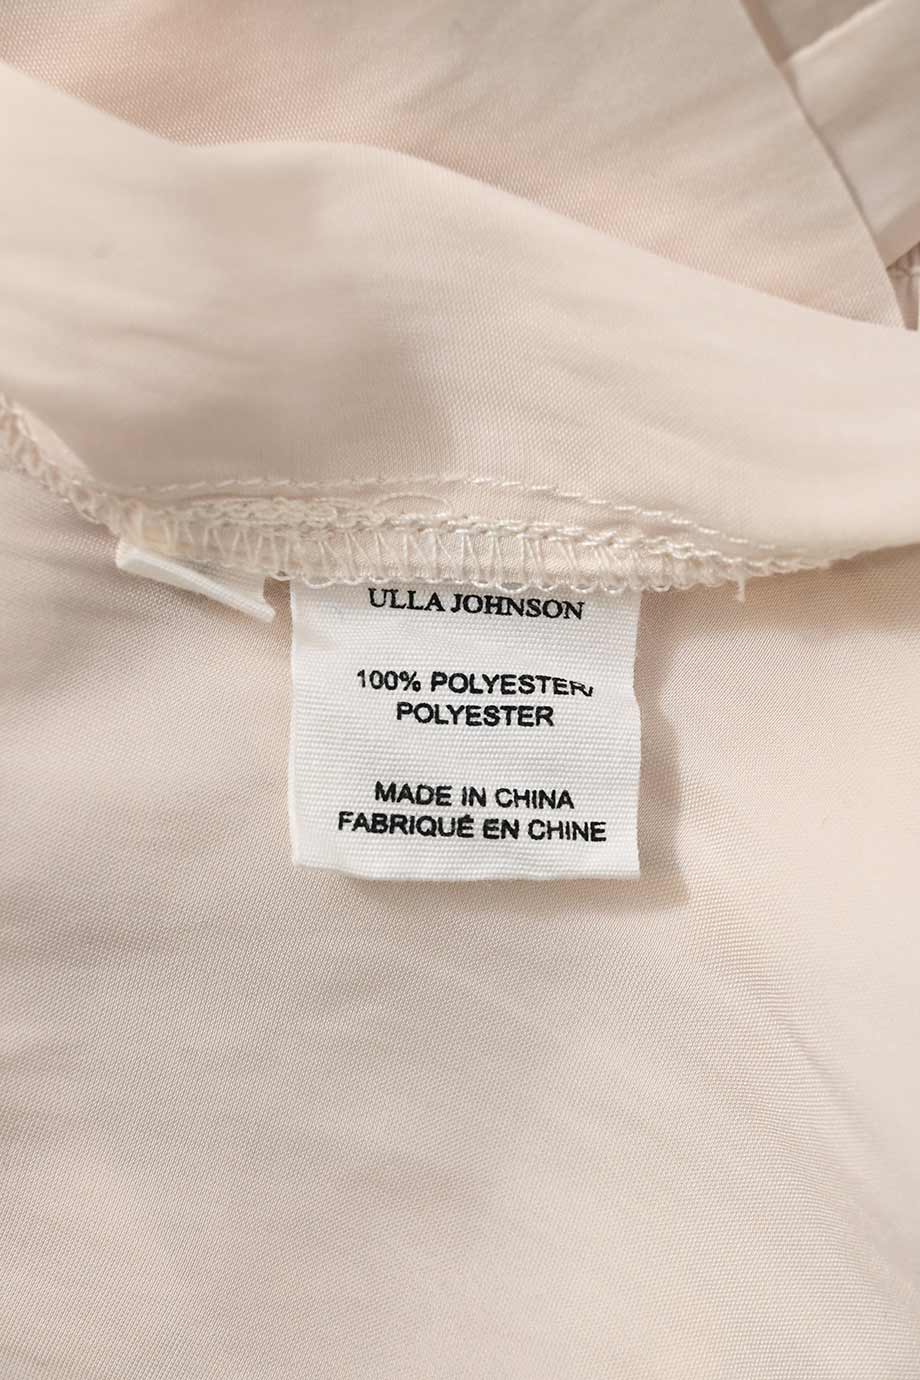 ULLA JOHNSON
100% POLYESTER/
POLYESTER
MADE IN CHINA
FABRIQUÉ EN CHINE